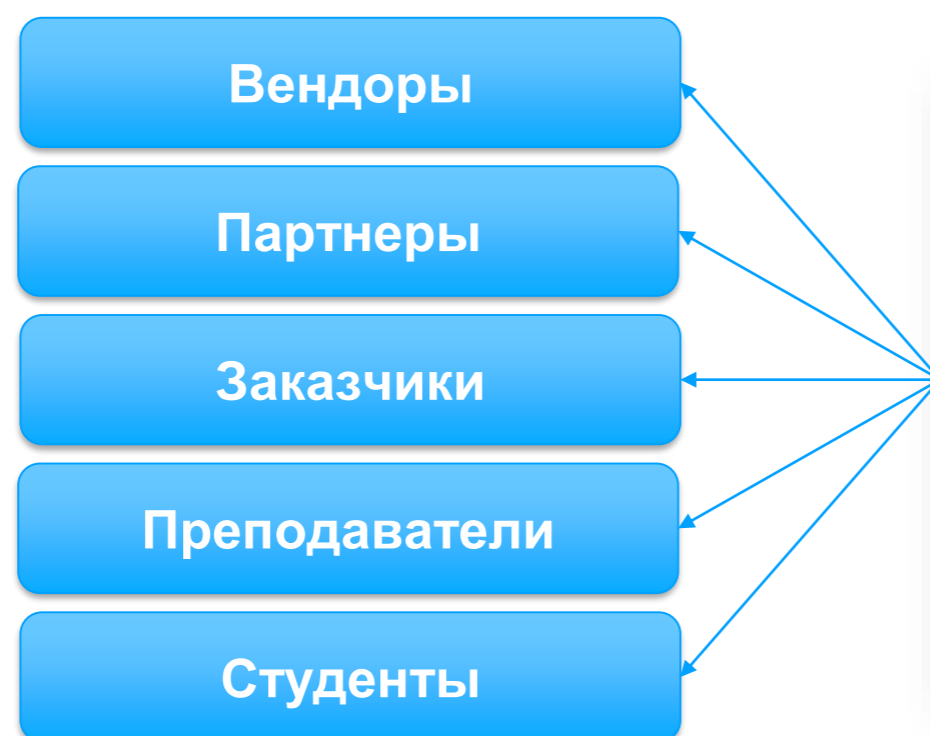 Вендоры
Партнеры
Заказчики
Преподаватели
Студенты